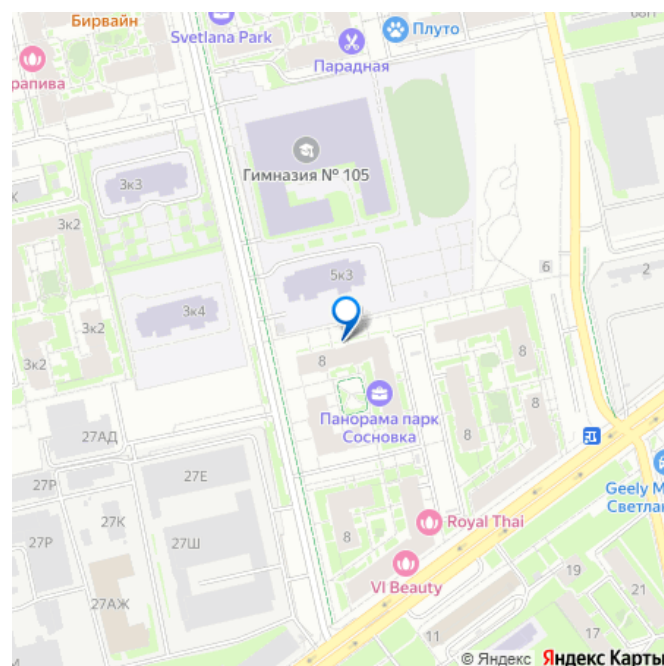 Бирвайн
Svetlana Park
Плуто
Парадная
рапива
Гимназия № 105
3к3
3к2
5к3
6
2
3к4
3к2
3к2
8
8
8
Панорама парк
Сосновка
27АД
8
27Е
27Р
Geely M
Светлан
27К
Royal Thai
27Р
27Ш
8
VI Beauty
19
27АЖ
21
17
11
© Яндекс Яндекс Карты